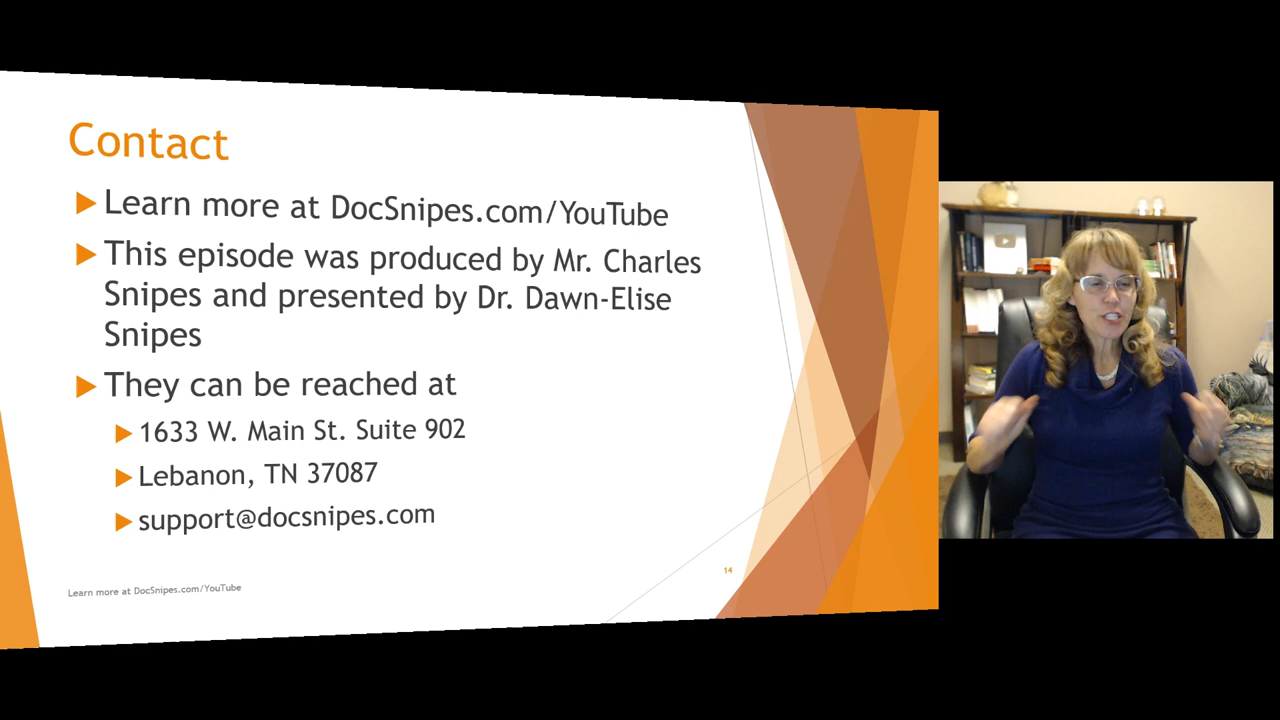 Contact
Learn more at DocSnipes.com/YouTube
This episode was produced by Mr. Charles
Snipes and presented by Dr. Dawn-Elise
Snipes
They can be reached at
1633 W. Main St. Suite 902
Lebanon, TN 37087
support@docsnipes.com
14
Learn more at DocSnipes.com/YouTube